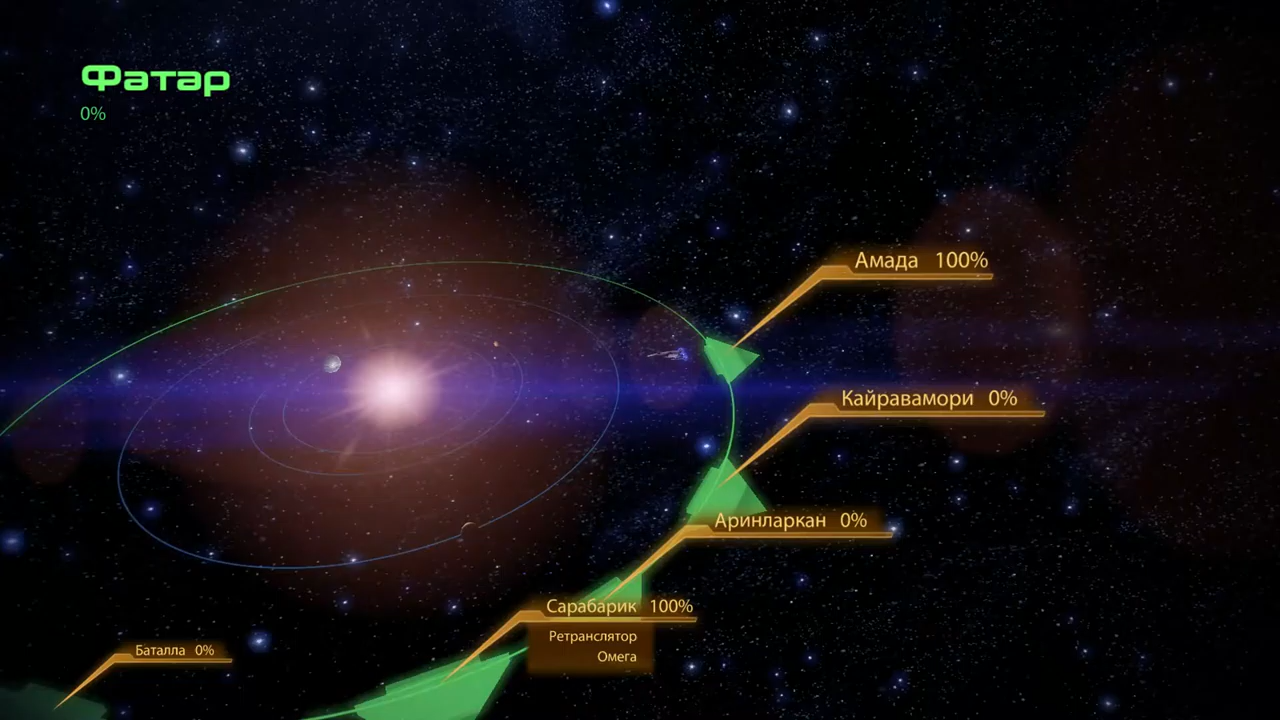 Фатар
0%
Амада 100%
Кайравамори 0%
Аринларкан 0%
Сарабарик 100%
Ретранслятор
Омега
Баталла 0%